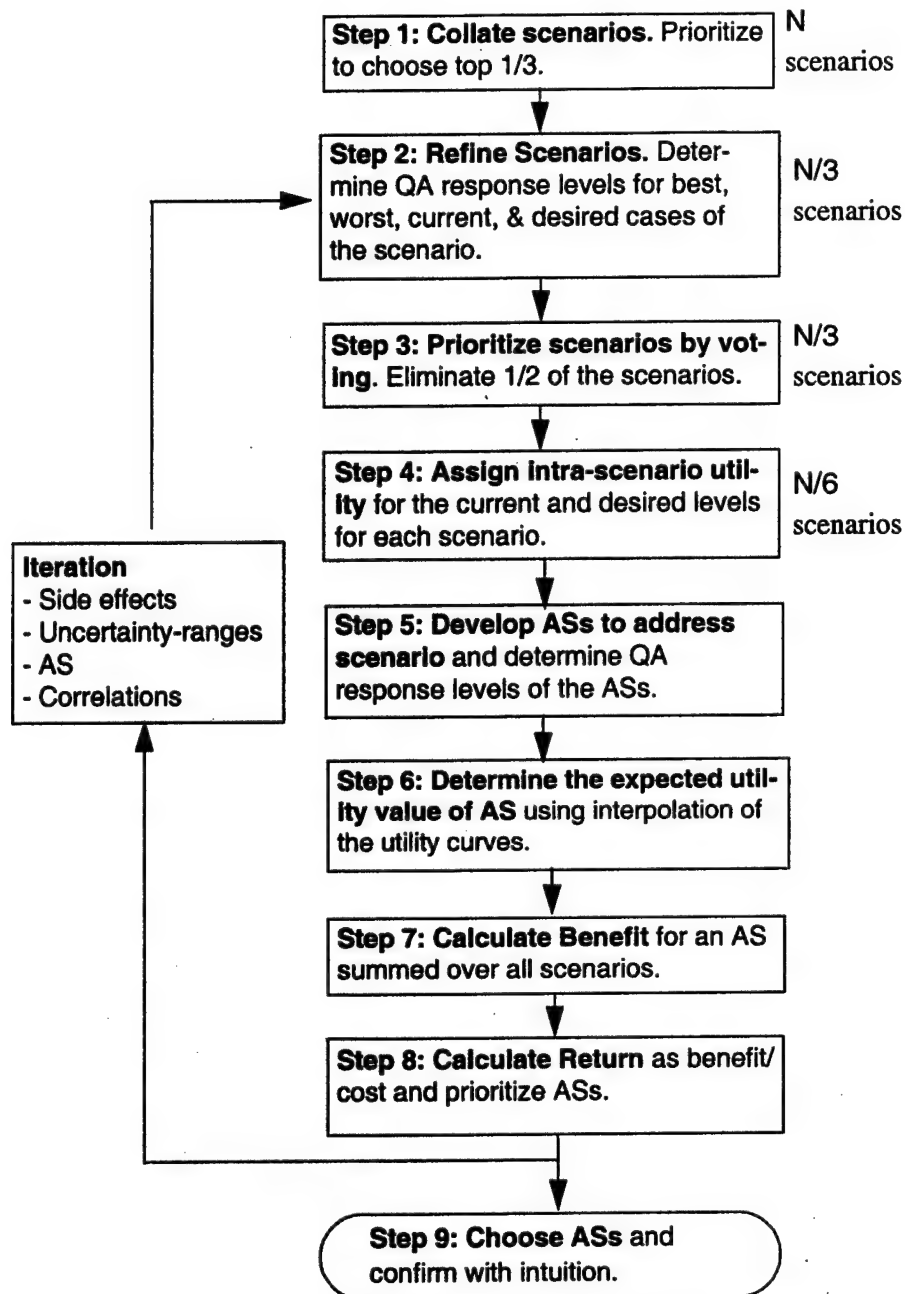 Step 1: Collate scenarios. Prioritize
to choose top 1/3.
N
scenarios
Step 2: Refine Scenarios. Deter-
mine QA response levels for best,
worst, current, & desired cases of
the scenario.
N/3
scenarios
Step 3: Prioritize scenarios by vot-
ing. Eliminate 1/2 of the scenarios.
N/3
scenarios
Step 4: Assign intra-scenario util-
ity for the current and desired levels
for each scenario.
N/6
scenarios
Iteration
- Side effects
- Uncertainty-ranges
- AS
- Correlations
Step 5: Develop ASs to address
scenario and determine QA
response levels of the ASs.
Step 6: Determine the expected util-
ity value of AS using interpolation of
the utility curves.
Step 7: Calculate Benefit for an AS
summed over all scenarios.
Step 8: Calculate Return as benefit/
cost and prioritize ASs.
Step 9: Choose ASs and
confirm with intuition.